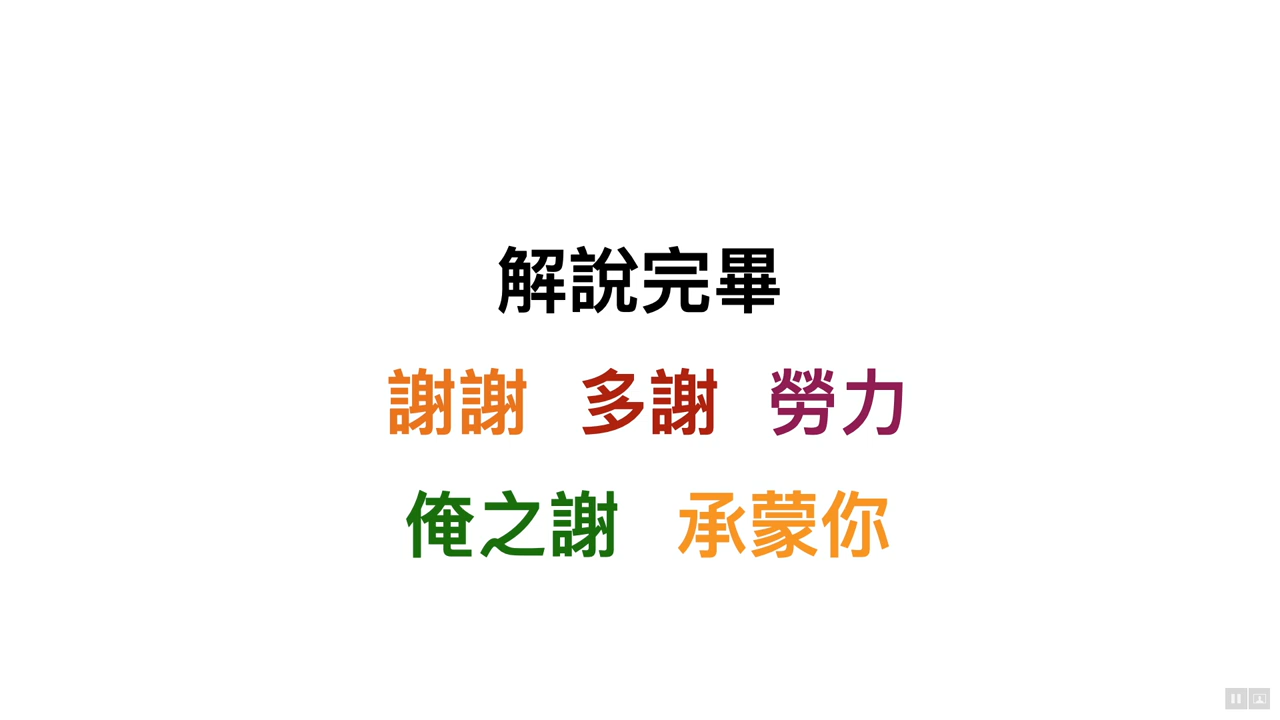 解說完畢
謝謝 多謝 勞力
俺之謝 承蒙你